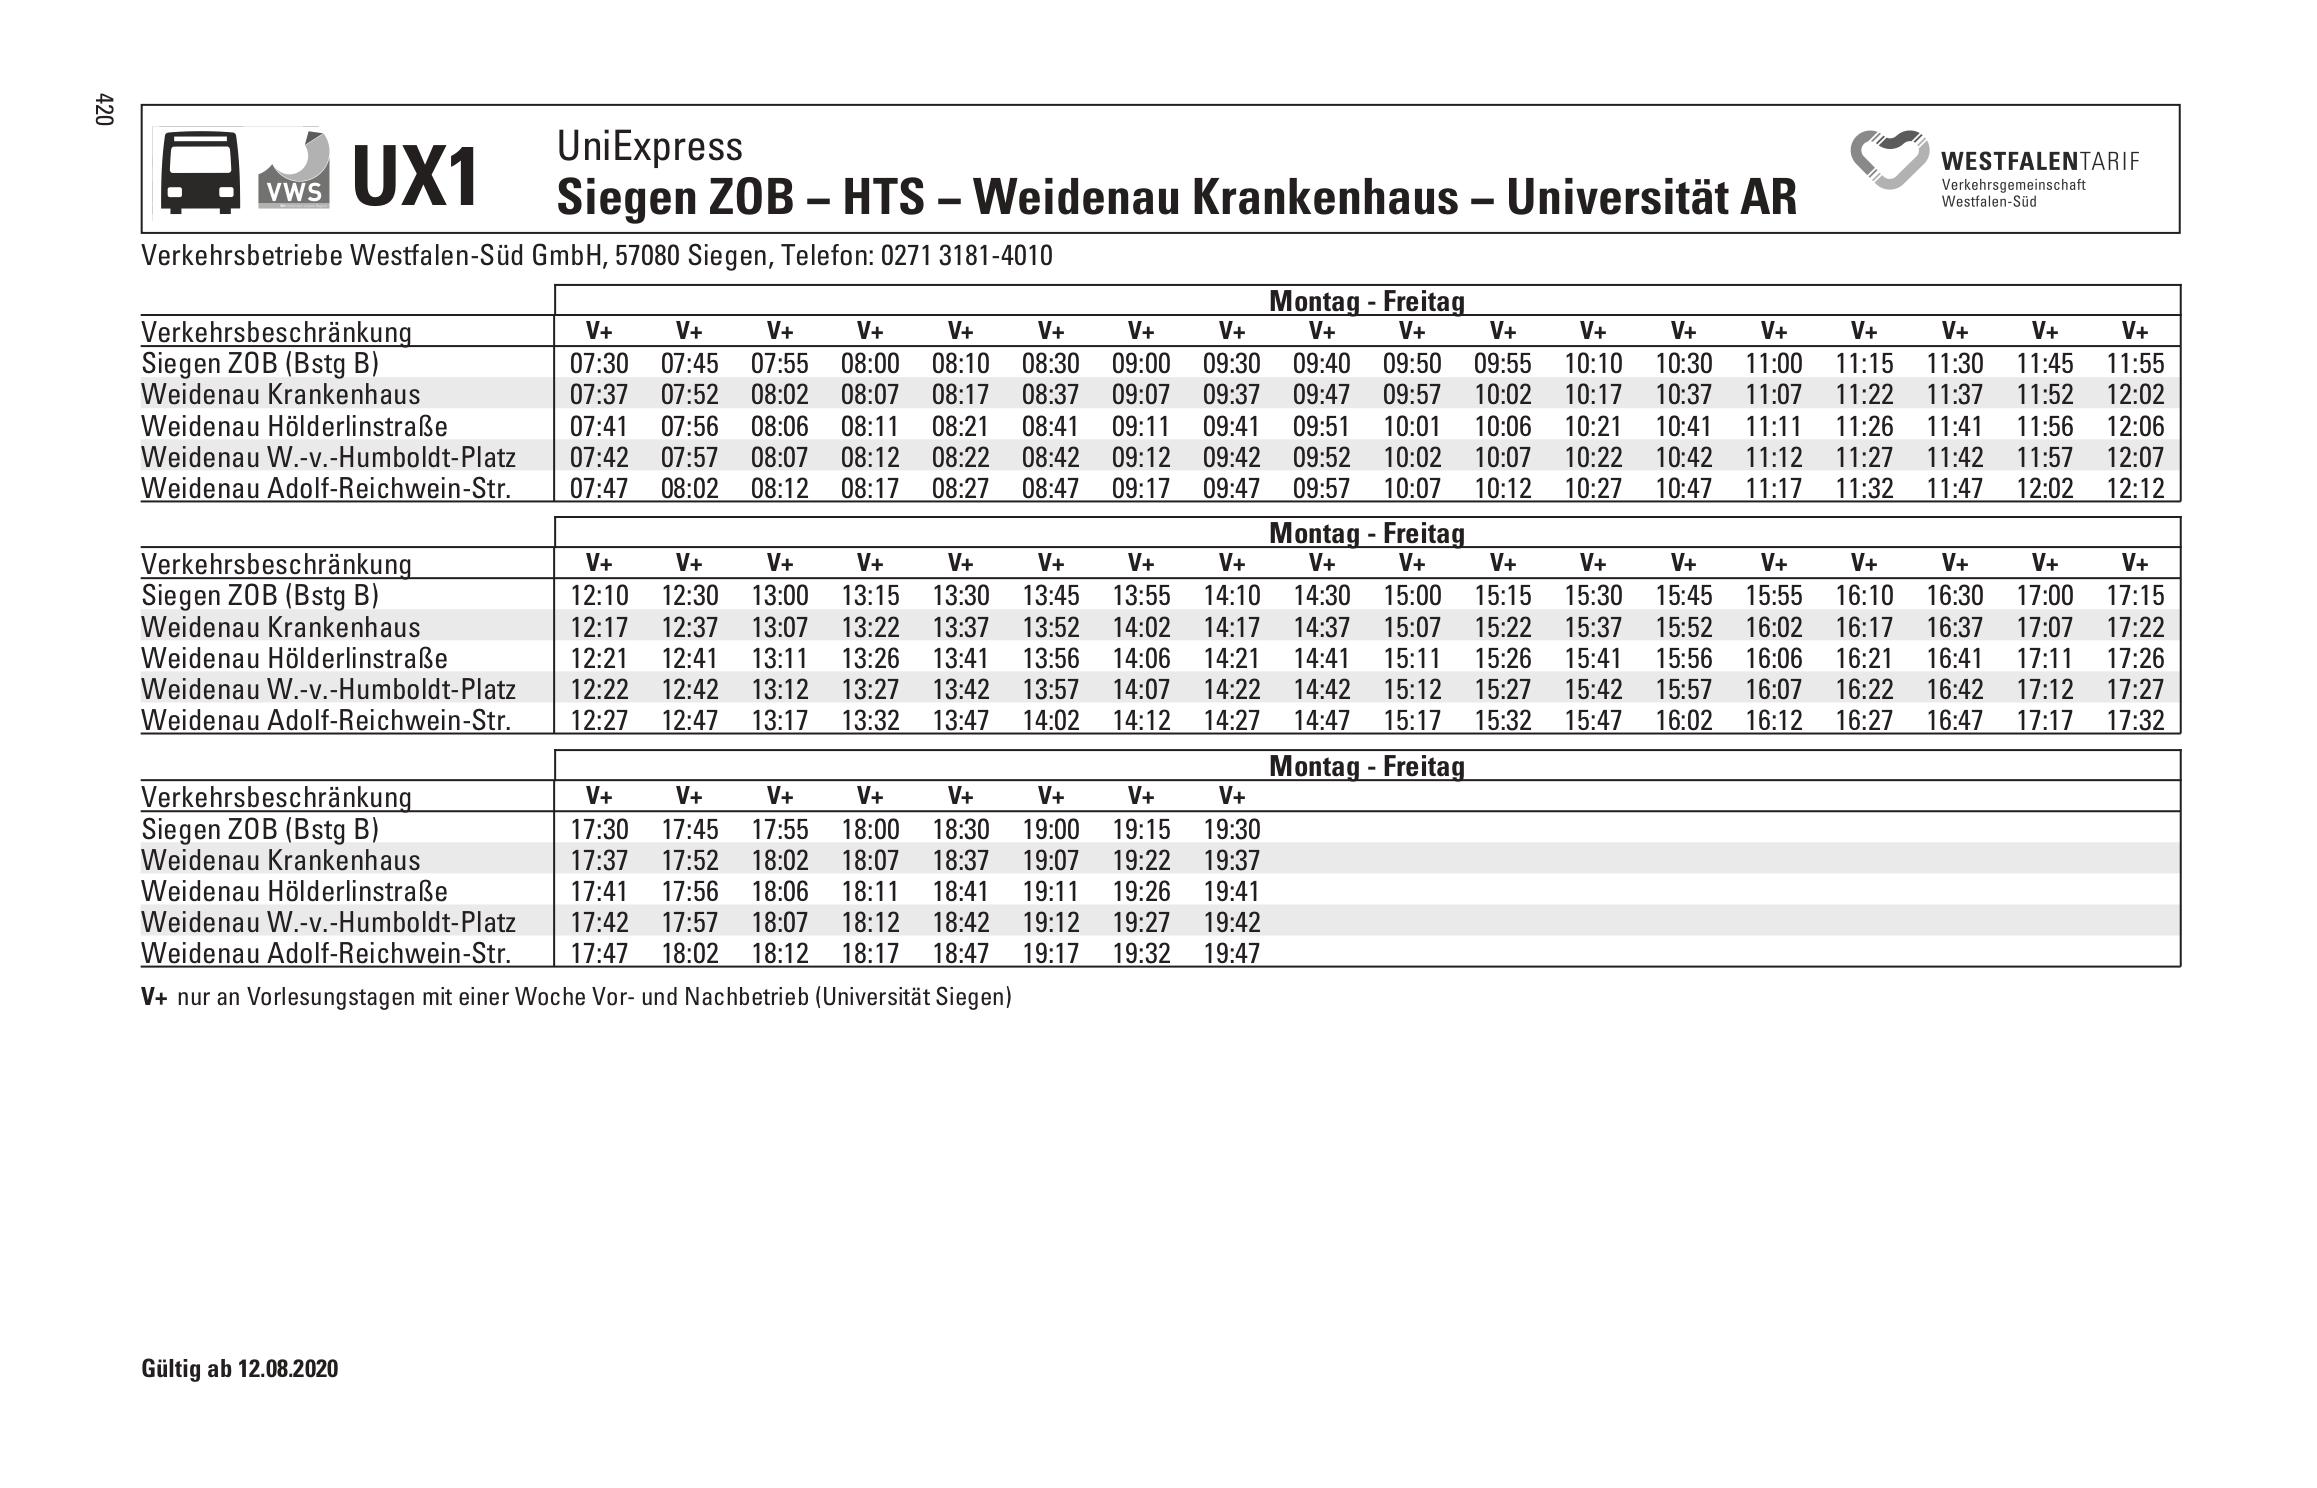 420
VWS
UX1
UniExpress
Siegen ZOB – HTS – Weidenau Krankenhaus – Universität AR
WESTFALENTARIF
Verkehrsgemeinschaft
Westfalen-Süd
Verkehrsbetriebe Westfalen-Süd GmbH, 57080 Siegen, Telefon: 0271 3181-4010
Montag - Freitag
Verkehrsbeschränkung V+ V+ V+ V+ V+ V+ V+ V+ V+ V+ V+ V+ V+ V+ V+ V+ V+ V+
Siegen ZOB (Bstg B) 07:30 07:45 07:55 08:00 08:10 08:30 09:00 09:30 09:40 09:50 09:55 10:10 10:30 11:00 11:15 11:30 11:45 11:55
Weidenau Krankenhaus 07:37 07:52 08:02 08:07 08:17 08:37 09:07 09:37 09:47 09:57 10:02 10:17 10:37 11:07 11:22 11:37 11:52 12:02
Weidenau Hölderlinstraße 07:41 07:56 08:06 08:11 08:21 08:41 09:11 09:41 09:51 10:01 10:06 10:21 10:41 11:11 11:26 11:41 11:56 12:06
Weidenau W.-v.-Humboldt-Platz 07:42 07:57 08:07 08:12 08:22 08:42 09:12 09:42 09:52 10:02 10:07 10:22 10:42 11:12 11:27 11:42 11:57 12:07
Weidenau Adolf-Reichwein-Str. 07:47 08:02 08:12 08:17 08:27 08:47 09:17 09:47 09:57 10:07 10:12 10:27 10:47 11:17 11:32 11:47 12:02 12:12
Montag - Freitag
Verkehrsbeschränkung V+ V+ V+ V+ V+ V+ V+ V+ V+ V+ V+ V+ V+ V+ V+ V+ V+ V+
Siegen ZOB (Bstg B) 12:10 12:30 13:00 13:15 13:30 13:45 13:55 14:10 14:30 15:00 15:15 15:30 15:45 15:55 16:10 16:30 17:00 17:15
Weidenau Krankenhaus 12:17 12:37 13:07 13:22 13:37 13:52 14:02 14:17 14:37 15:07 15:22 15:37 15:52 16:02 16:17 16:37 17:07 17:22
Weidenau Hölderlinstraße 12:21 12:41 13:11 13:26 13:41 13:56 14:06 14:21 14:41 15:11 15:26 15:41 15:56 16:06 16:21 16:41 17:11 17:26
Weidenau W.-v.-Humboldt-Platz 12:22 12:42 13:12 13:27 13:42 13:57 14:07 14:22 14:42 15:12 15:27 15:42 15:57 16:07 16:22 16:42 17:12 17:27
Weidenau Adolf-Reichwein-Str. 12:27 12:47 13:17 13:32 13:47 14:02 14:12 14:27 14:47 15:17 15:32 15:47 16:02 16:12 16:27 16:47 17:17 17:32
Montag - Freitag
Verkehrsbeschränkung V+ V+ V+ V+ V+ V+ V+ V+
Siegen ZOB (Bstg B) 17:30 17:45 17:55 18:00 18:30 19:00 19:15 19:30
Weidenau Krankenhaus 17:37 17:52 18:02 18:07 18:37 19:07 19:22 19:37
Weidenau Hölderlinstraße 17:41 17:56 18:06 18:11 18:41 19:11 19:26 19:41
Weidenau W.-v.-Humboldt-Platz 17:42 17:57 18:07 18:12 18:42 19:12 19:27 19:42
Weidenau Adolf-Reichwein-Str. 17:47 18:02 18:12 18:17 18:47 19:17 19:32 19:47
V+ nur an Vorlesungstagen mit einer Woche Vor- und Nachbetrieb (Universität Siegen)
Gültig ab 12.08.2020